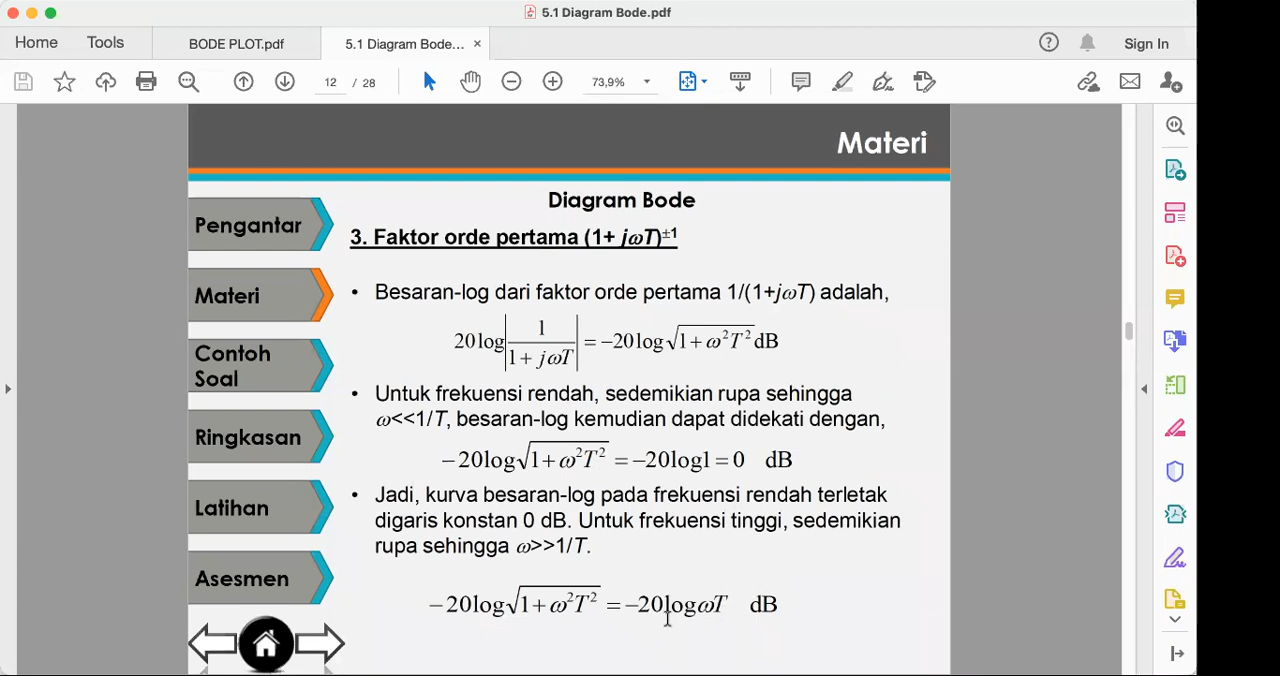 5.1 Diagram Bode.pdf
Home Tools BODE PLOT.pdf 5.1 Diagram Bode... × Sign In
12 / 28 73,9%
Materi
Diagram Bode
3. Faktor orde pertama (1+ jωT)±1
• Besaran-log dari faktor orde pertama 1/(1+jωT) adalah,
20log|1/(1 + jωT)| = −20log√(1 + ω²T²) dB
• Untuk frekuensi rendah, sedemikian rupa sehingga
ω<<1/T, besaran-log kemudian dapat didekati dengan,
−20log√(1 + ω²T²) = −20log1 = 0 dB
• Jadi, kurva besaran-log pada frekuensi rendah terletak
digaris konstan 0 dB. Untuk frekuensi tinggi, sedemikian
rupa sehingga ω>>1/T.
−20log√(1 + ω²T²) = −20logωT dB
Pengantar
Materi
Contoh
Soal
Ringkasan
Latihan
Asesmen